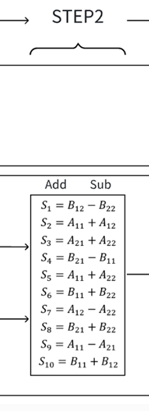 STEP2
Add Sub
S₁ = B₁₂ − B₂₂
S₂ = A₁₁ + A₁₂
S₃ = A₂₁ + A₂₂
S₄ = B₂₁ − B₁₁
S₅ = A₁₁ + A₂₂
S₆ = B₁₁ + B₂₂
S₇ = A₁₂ − A₂₂
S₈ = B₂₁ + B₂₂
S₉ = A₁₁ − A₂₁
S₁₀ = B₁₁ + B₁₂